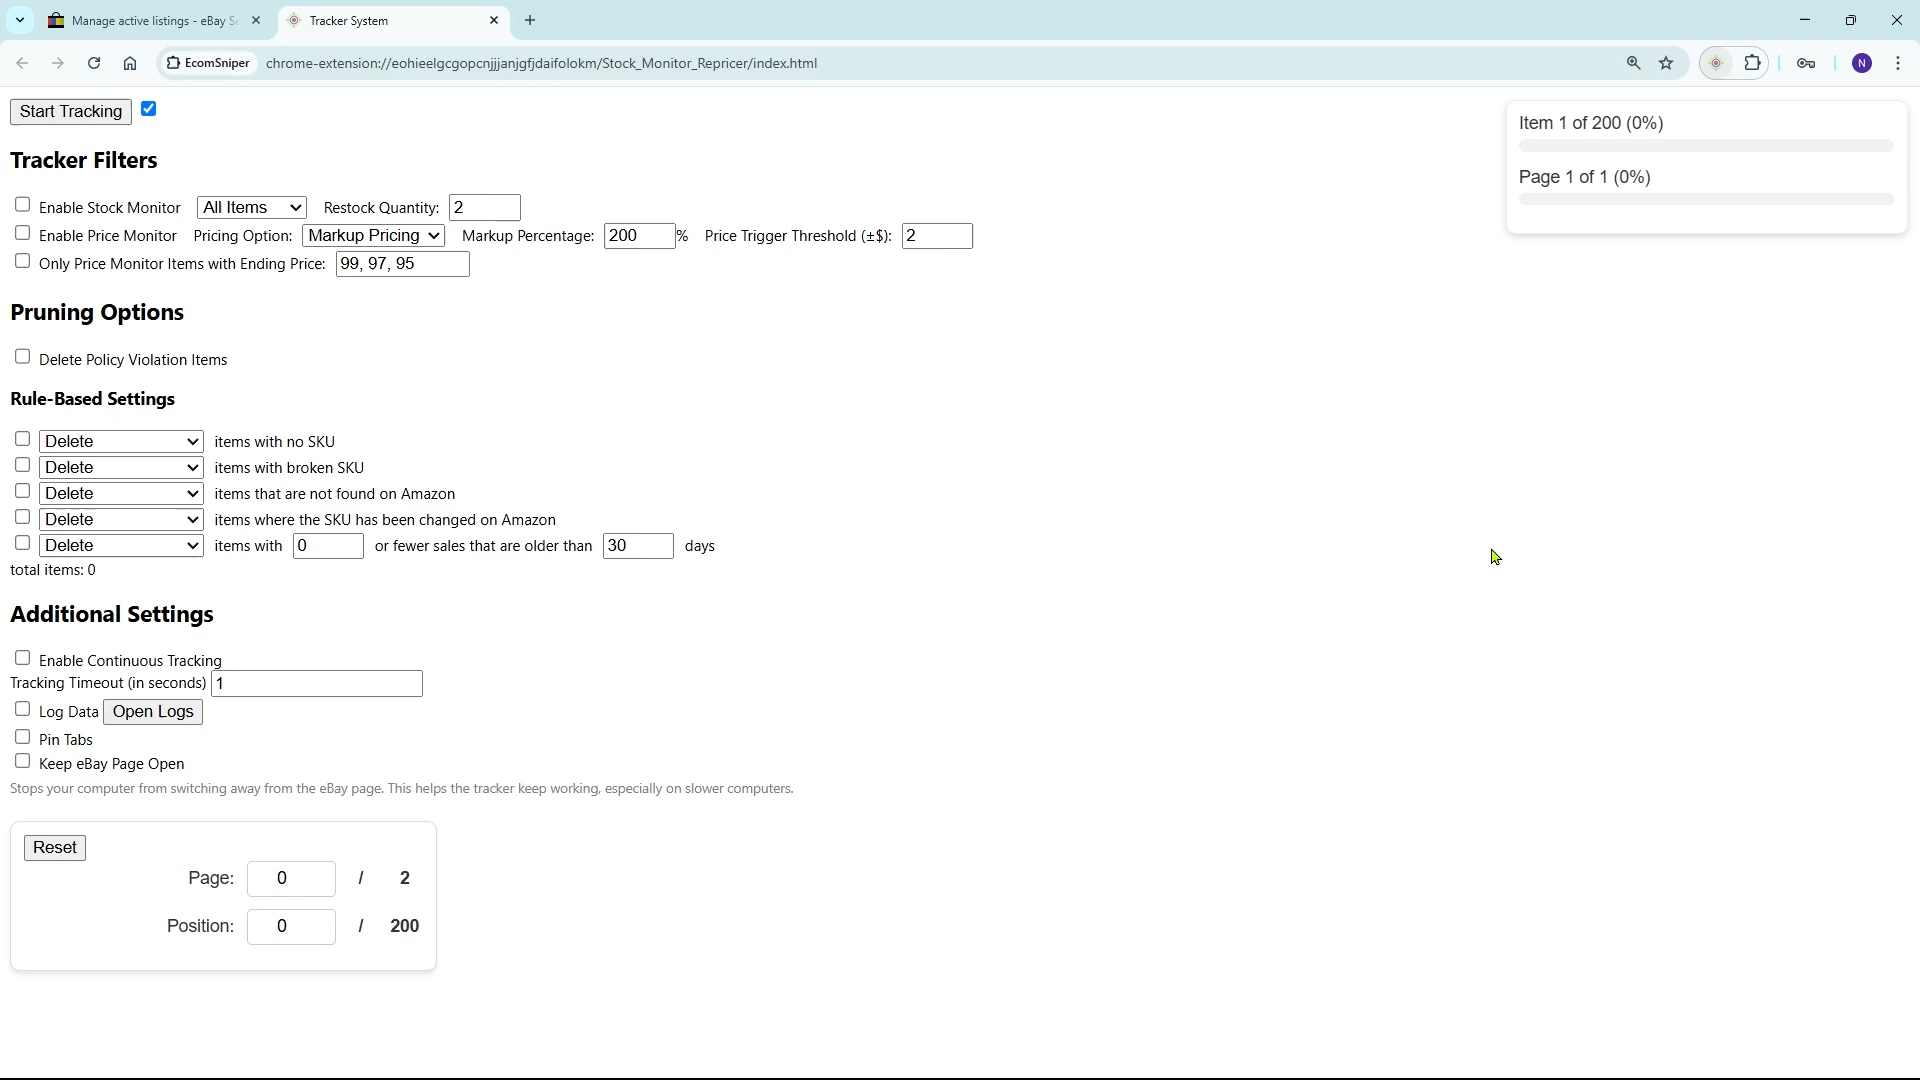 Manage active listings - eBay S
Tracker System
EcomSniper
chrome-extension://eohieelgcgopcnjjjanjgfjdaifolokm/Stock_Monitor_Repricer/index.html
N
Start Tracking
Item 1 of 200 (0%)
Page 1 of 1 (0%)
Tracker Filters
Enable Stock Monitor All Items Restock Quantity: 2
Enable Price Monitor Pricing Option: Markup Pricing Markup Percentage: 200 % Price Trigger Threshold (±$): 2
Only Price Monitor Items with Ending Price: 99, 97, 95
Pruning Options
Delete Policy Violation Items
Rule-Based Settings
Delete items with no SKU
Delete items with broken SKU
Delete items that are not found on Amazon
Delete items where the SKU has been changed on Amazon
Delete items with 0 or fewer sales that are older than 30 days
total items: 0
Additional Settings
Enable Continuous Tracking
Tracking Timeout (in seconds) 1
Log Data Open Logs
Pin Tabs
Keep eBay Page Open
Stops your computer from switching away from the eBay page. This helps the tracker keep working, especially on slower computers.
Reset
Page: 0 / 2
Position: 0 / 200